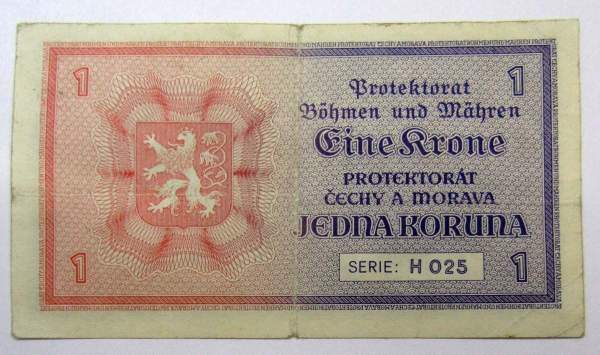 1
1
Protektorat
Böhmen und Mähren
Eine Krone
PROTEKTORÁT
ČECHY A MORAVA
JEDNA KORUNA
SERIE: H 025
1
1